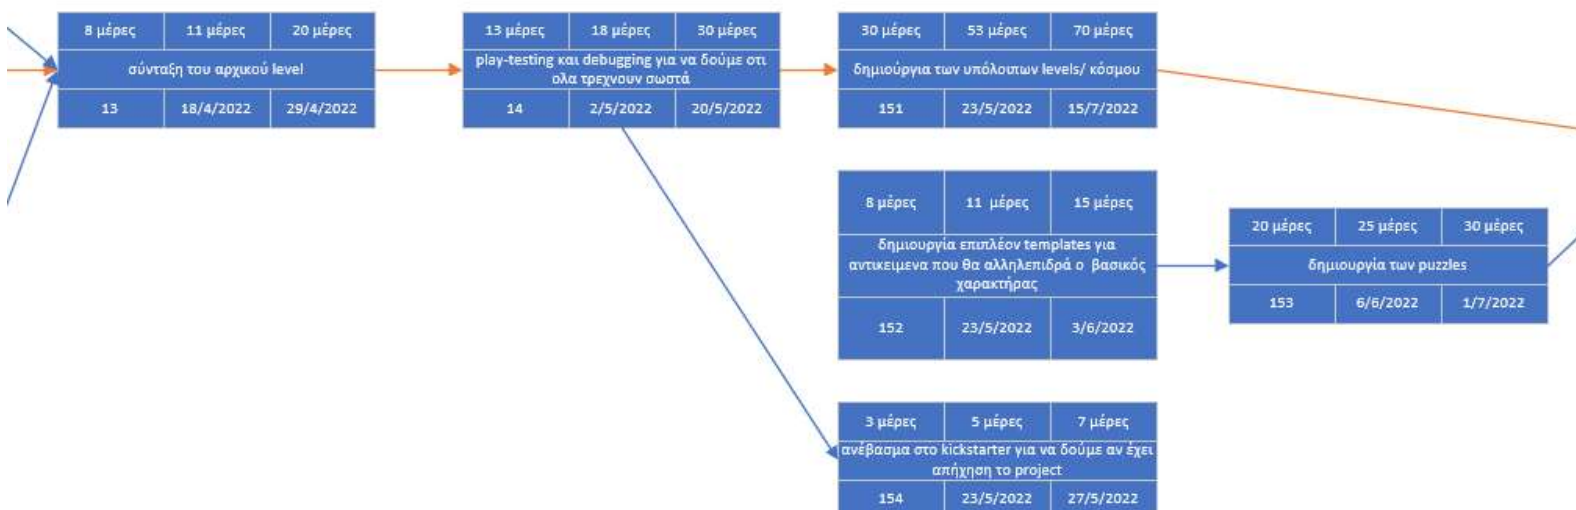 8 μέρες 11 μέρες 20 μέρες
σύνταξη του αρχικού level
13 18/4/2022 29/4/2022
13 μέρες 18 μέρες 30 μέρες
play-testing και debugging για να δούμε οτι
ολα τρεχνουν σωστά
14 2/5/2022 20/5/2022
30 μέρες 53 μέρες 70 μέρες
δημιούργια των υπόλοιπων levels/ κόσμου
151 23/5/2022 15/7/2022
8 μέρες 11 μέρες 15 μέρες
δημιουργία επιπλέον templates για
αντικειμενα που θα αλληλεπιδρά ο βασικός
χαρακτήρας
152 23/5/2022 3/6/2022
20 μέρες 25 μέρες 30 μέρες
δημιουργία των puzzles
153 6/6/2022 1/7/2022
3 μέρες 5 μέρες 7 μέρες
ανέβασμα στο kickstarter για να δούμε αν έχει
απήχηση το project
154 23/5/2022 27/5/2022